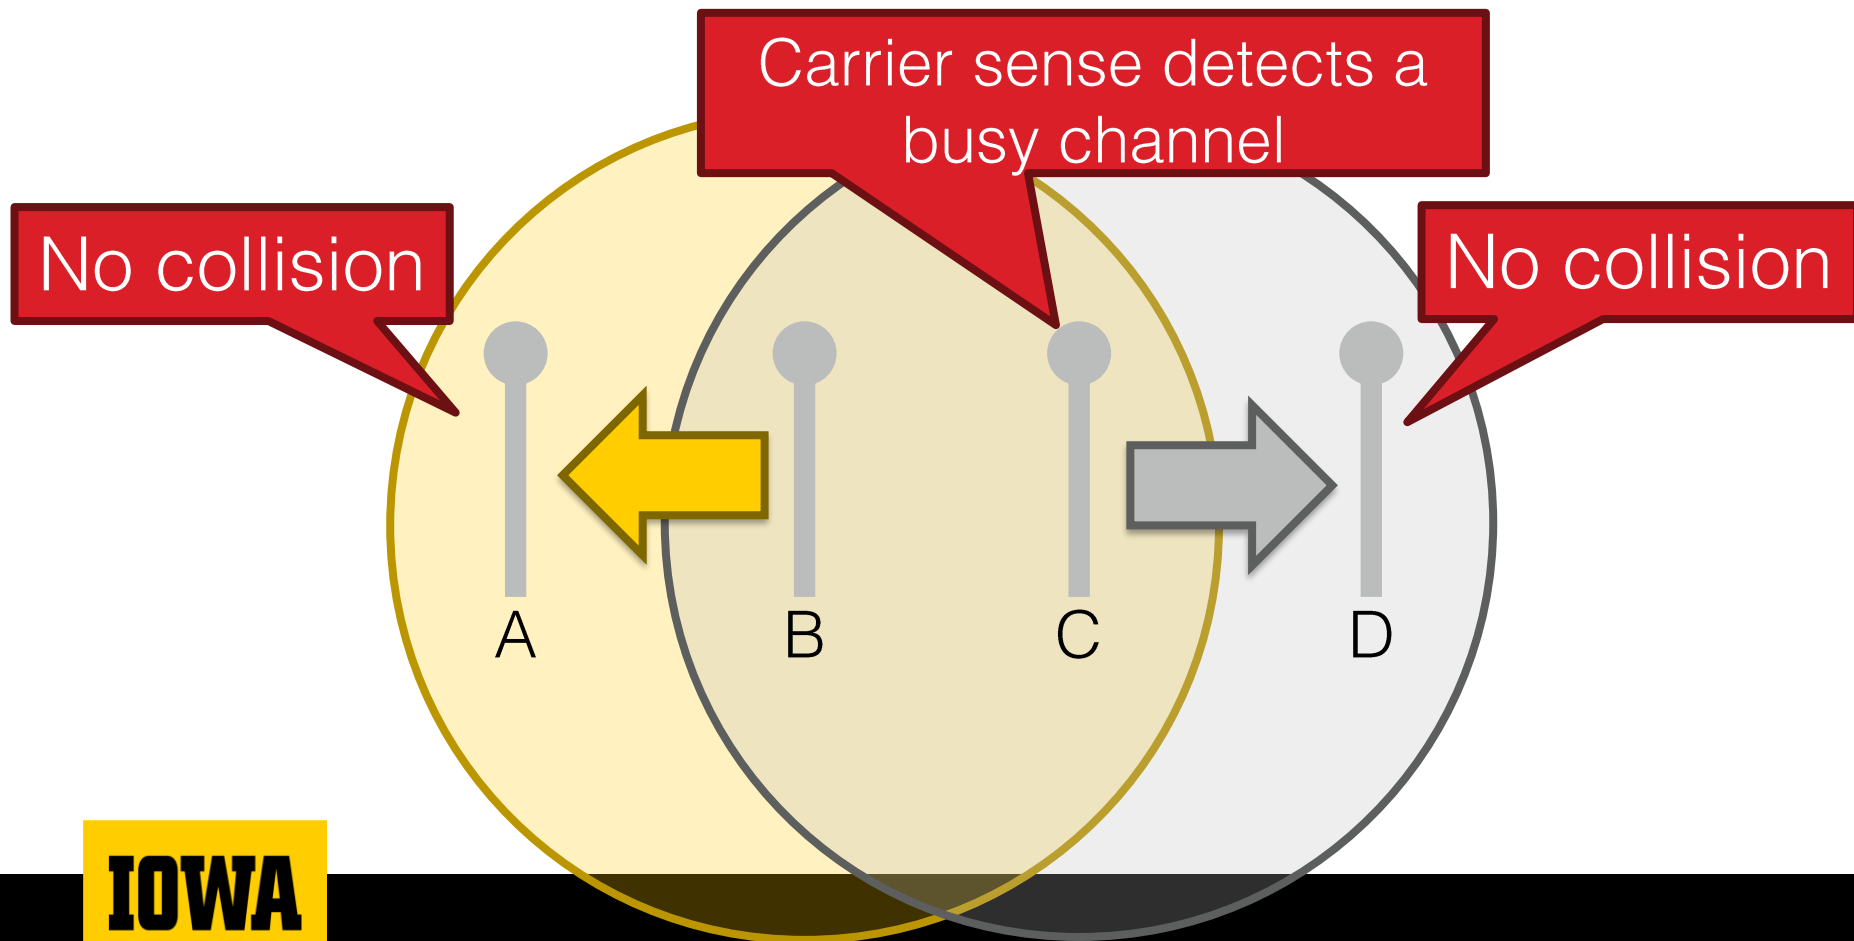 Carrier sense detects a
busy channel
No collision
No collision
A
B
C
D
IOWA